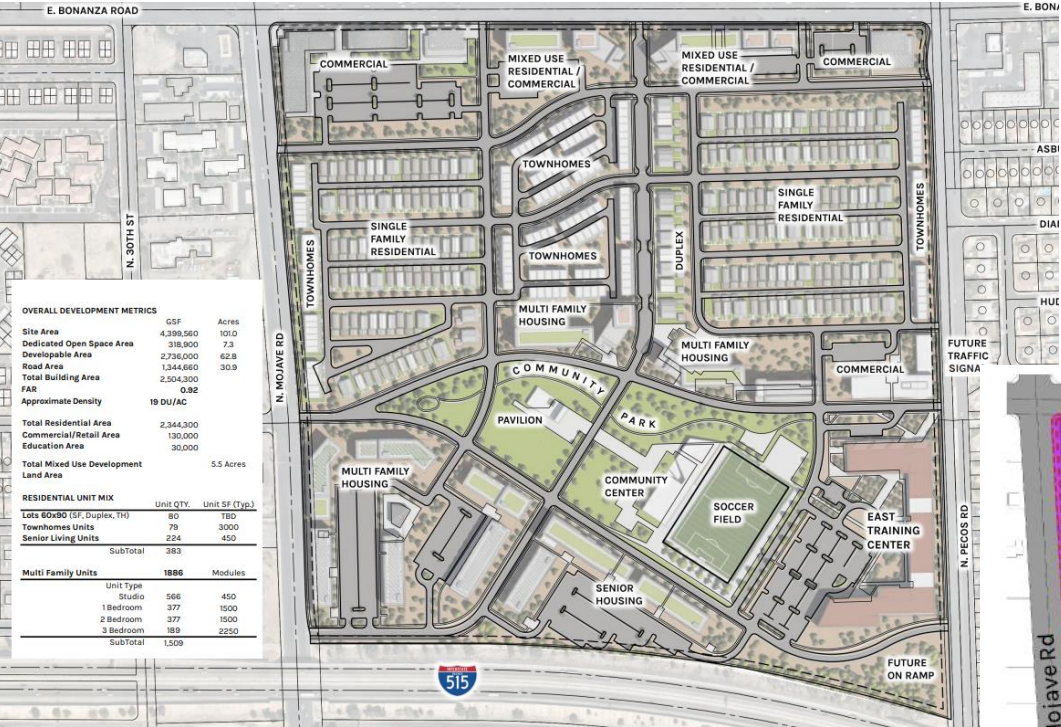 E. BONANZA ROAD
E. BONA
COMMERCIAL
MIXED USE
RESIDENTIAL /
COMMERCIAL
MIXED USE
RESIDENTIAL /
COMMERCIAL
COMMERCIAL
TOWNHOMES
N. 30TH ST
TOWNHOMES
SINGLE
FAMILY
RESIDENTIAL
TOWNHOMES
DUPLEX
SINGLE
FAMILY
RESIDENTIAL
TOWNHOMES
ASBU
DIAM
HUD
MULTI FAMILY
HOUSING
MULTI FAMILY
HOUSING
COMMERCIAL
FUTURE
TRAFFIC
SIGNA
N. MOJAVE RD
COMMUNITY
PARK
PAVILION
MULTI FAMILY
HOUSING
COMMUNITY
CENTER
SOCCER
FIELD
EAST
TRAINING
CENTER
N. PECOS RD
SENIOR
HOUSING
FUTURE
ON RAMP
INTERSTATE
515
ojave Rd
OVERALL DEVELOPMENT METRICS
GSF Acres
Site Area 4,399,560 101.0
Dedicated Open Space Area 318,900 7.3
Developable Area 2,736,000 62.8
Road Area 1,344,660 30.9
Total Building Area 2,504,300
FAR 0.92
Approximate Density 19 DU/AC
Total Residential Area 2,344,300
Commercial/Retail Area 130,000
Education Area 30,000
Total Mixed Use Development 5.5 Acres
Land Area
RESIDENTIAL UNIT MIX
Unit QTY. Unit SF (Typ.)
Lots 60x90 (SF, Duplex, TH) 80 TBD
Townhomes Units 79 3000
Senior Living Units 224 450
SubTotal 383
Multi Family Units 1886 Modules
Unit Type
Studio 566 450
1 Bedroom 377 1500
2 Bedroom 377 1500
3 Bedroom 189 2250
SubTotal 1,509